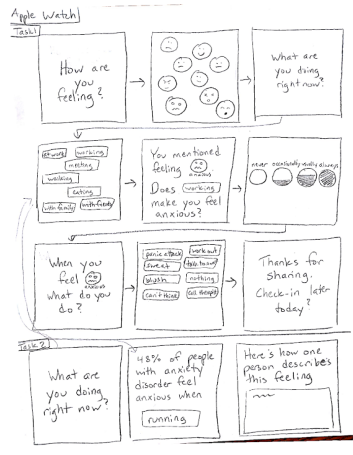 Apple Watch
Task 1
How are
you
feeling?
What are
you doing
right now?
at work
working
meeting
walking
eating
with family
with friends
You mentioned
feeling
anxious
Does working
make you feel
anxious?
never occasionally usually always
When you
feel
anxious
what do you
do?
panic attack
work out
sweat
blush
nothing
can't think
call therapist
Thanks for
sharing.
Check-in later
today?
Task 2
What are
you doing
right now?
48% of people
with anxiety
disorder feel
anxious when
running
Here's how one
person describes
this feeling